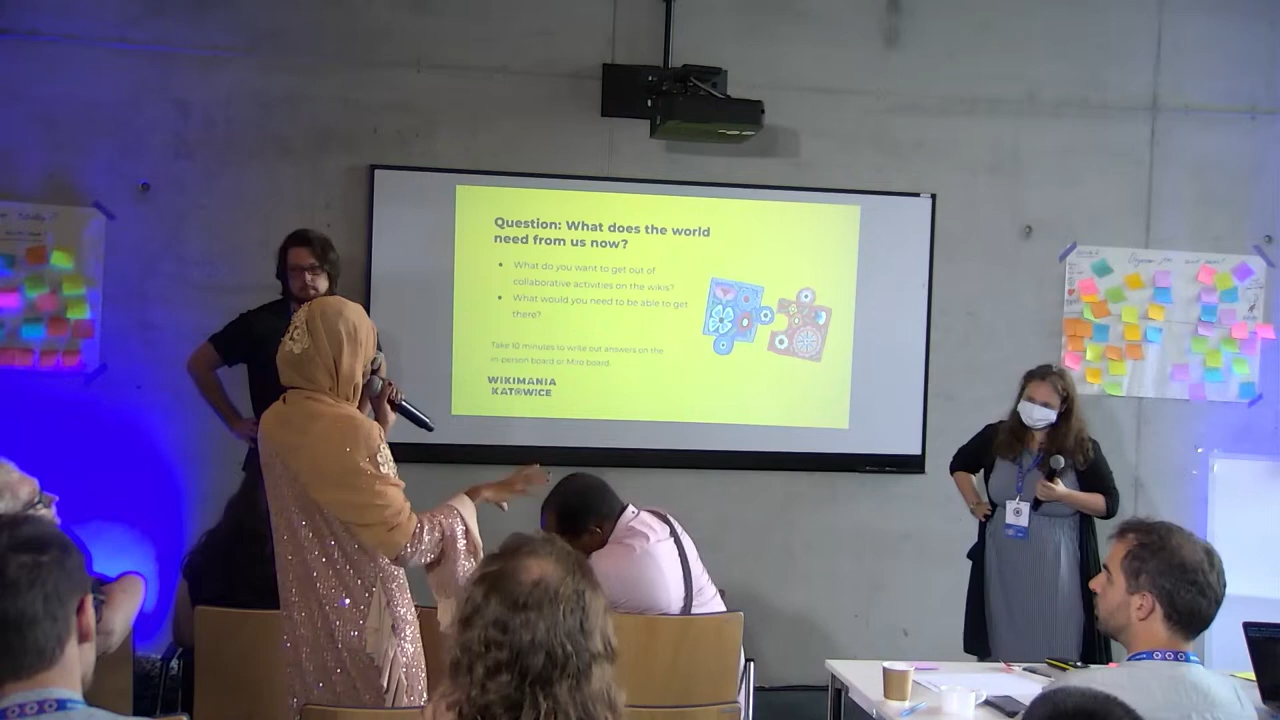 Question: What does the world
need from us now?
• What do you want to get out of
collaborative activities on the wikis?
• What would you need to be able to get
there?
Take 10 minutes to write out answers on the
in-person board or Miro board.
WIKIMANIA
KATOWICE